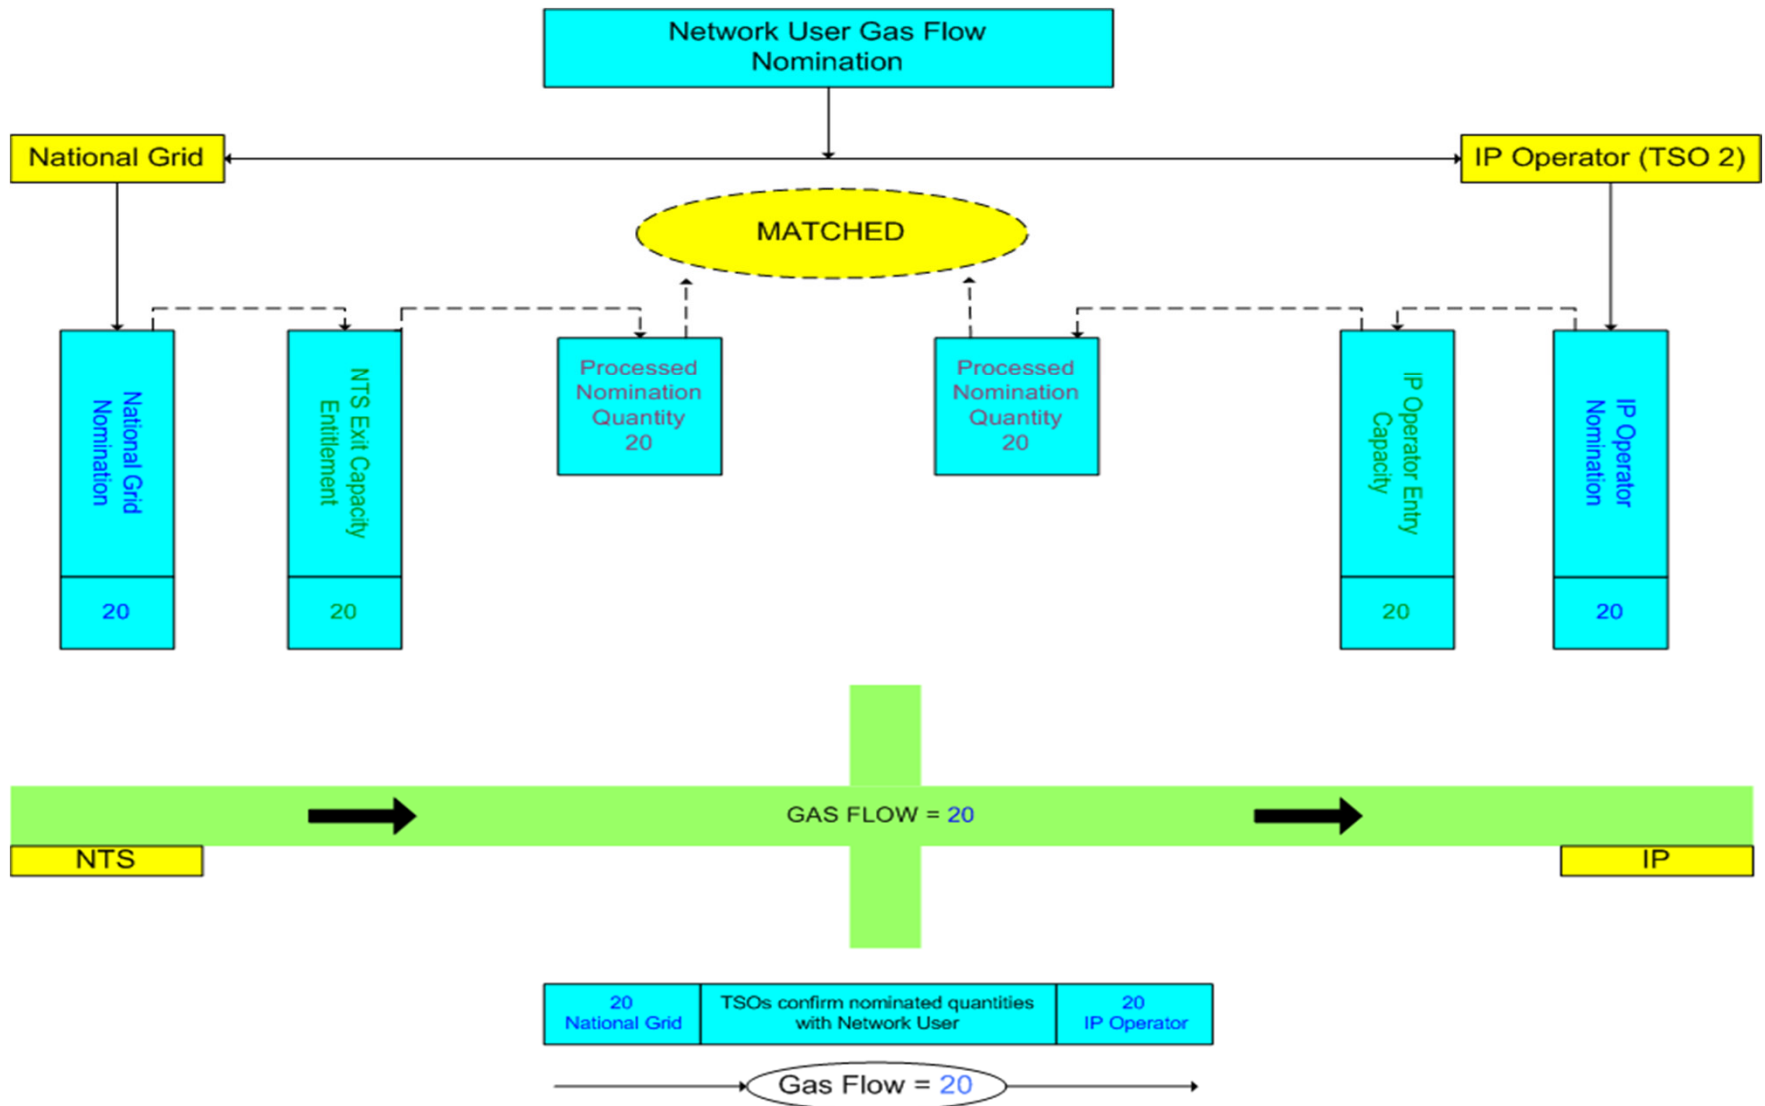 Network User Gas Flow
Nomination
National Grid
IP Operator (TSO 2)
MATCHED
National Grid
Nomination
20
NTS Exit Capacity
Entitlement
20
Processed
Nomination
Quantity
20
Processed
Nomination
Quantity
20
IP Operator Entry
Capacity
20
IP Operator
Nomination
20
GAS FLOW = 20
NTS
IP
20
National Grid
TSOs confirm nominated quantities
with Network User
20
IP Operator
Gas Flow = 20